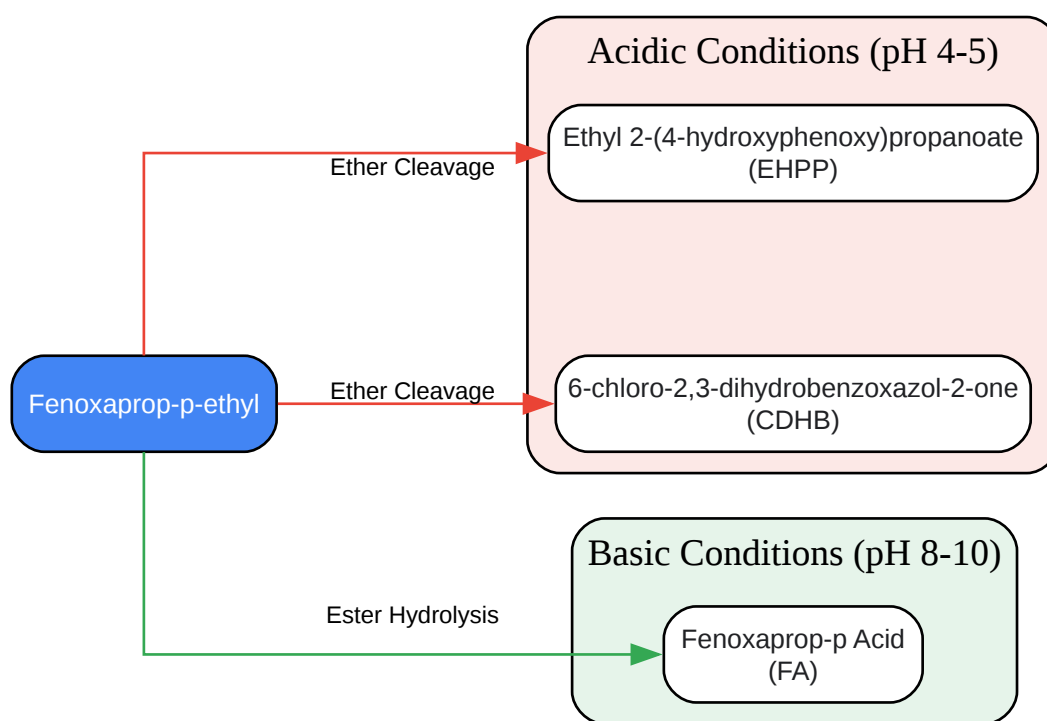 Acidic Conditions (pH 4-5)
Ethyl 2-(4-hydroxyphenoxy)propanoate
(EHPP)
Ether Cleavage
Fenoxaprop-p-ethyl
Ether Cleavage
6-chloro-2,3-dihydrobenzoxazol-2-one
(CDHB)
Basic Conditions (pH 8-10)
Ester Hydrolysis
Fenoxaprop-p Acid
(FA)